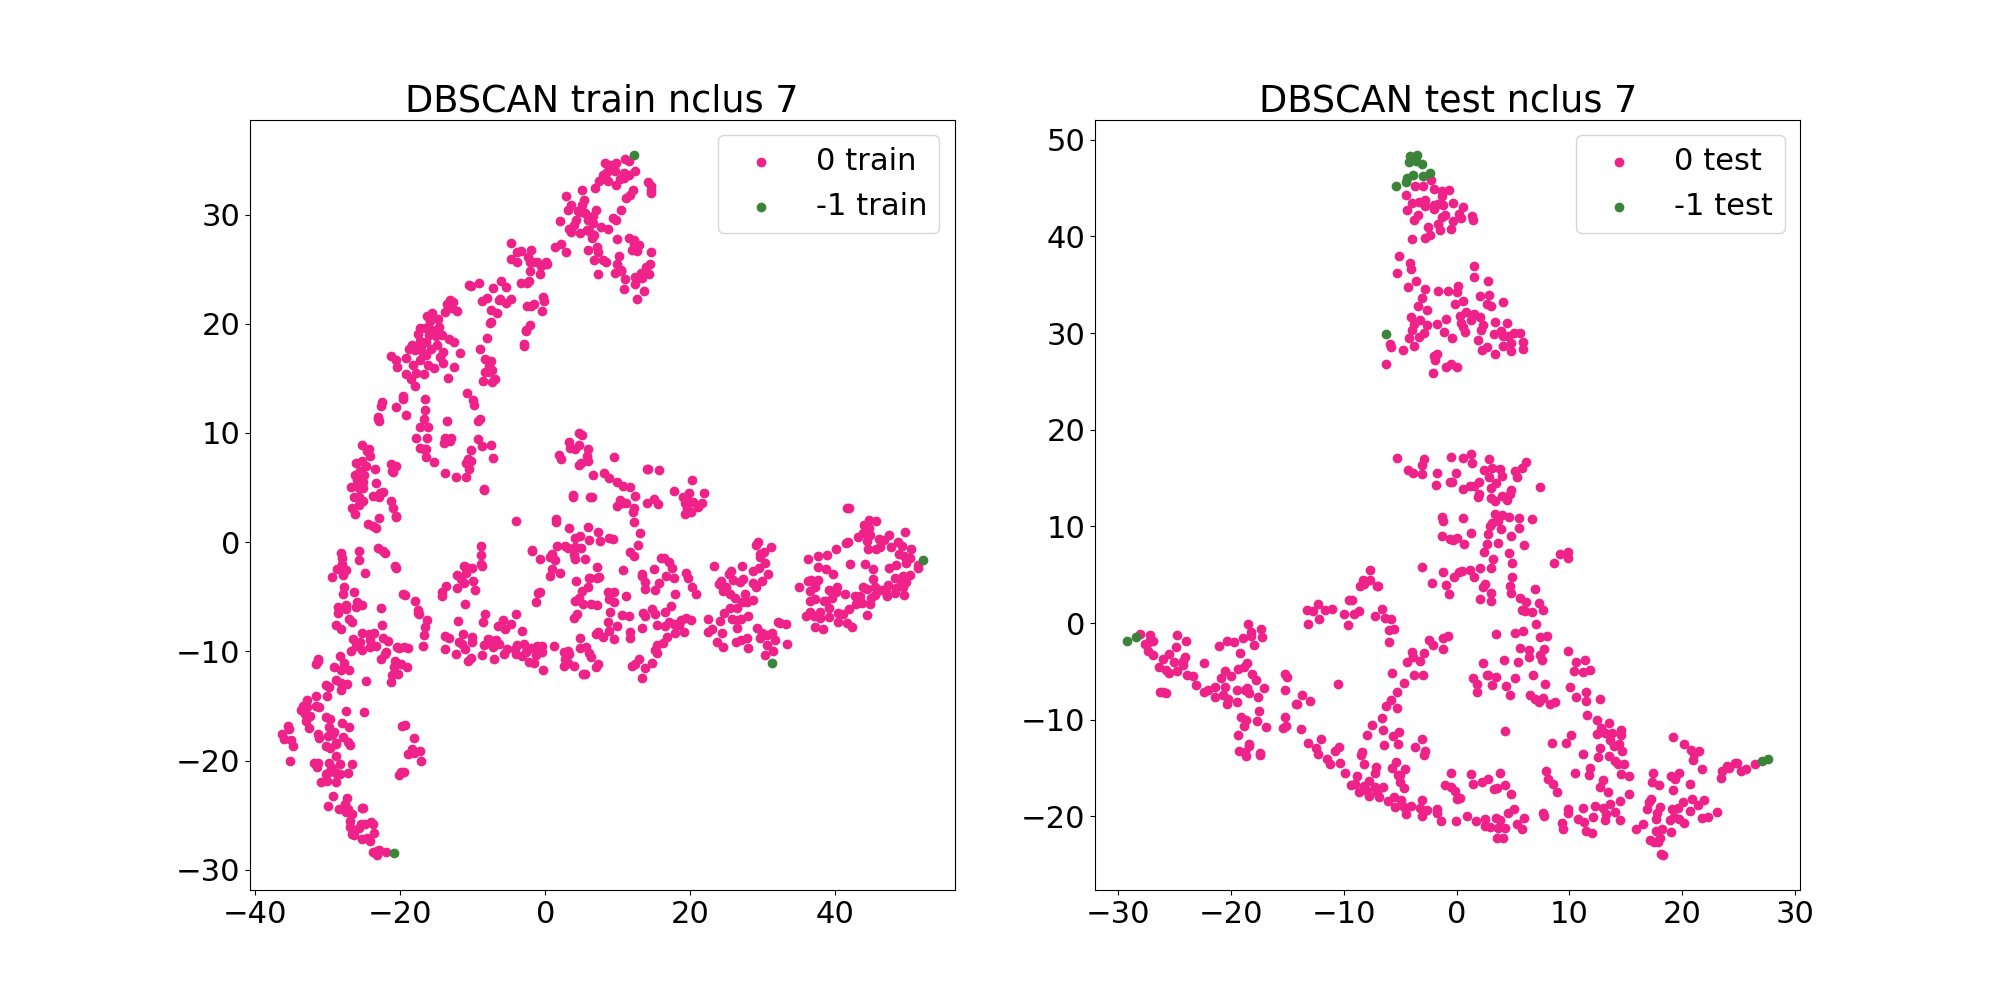 DBSCAN train nclus 7
0 train
-1 train
30
20
10
0
−10
−20
−30
−40 −20 0 20 40
DBSCAN test nclus 7
0 test
-1 test
50
40
30
20
10
0
−10
−20
−30 −20 −10 0 10 20 30